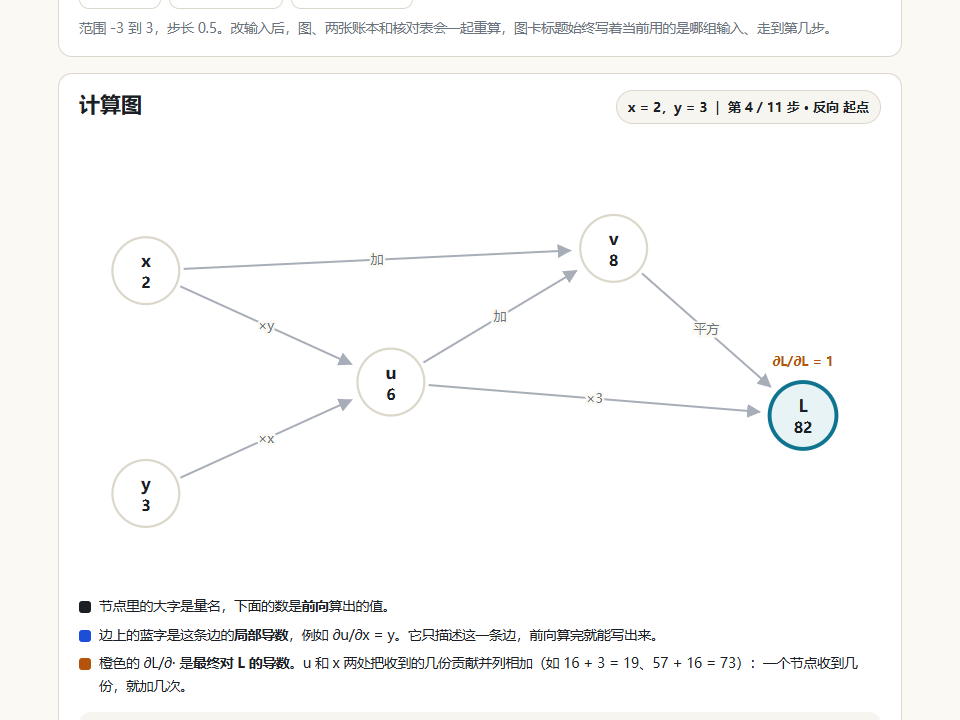 范围 -3 到 3，步长 0.5。改输入后，图、两张账本和核对表会一起重算，图卡标题始终写着当前用的是哪组输入、走到第几步。
计算图
x = 2，y = 3 | 第 4 / 11 步 • 反向 起点
v
8
加
x
2
×y
加
平方
∂L/∂L = 1
u
6
×3
L
82
×x
y
3
节点里的大字是量名，下面的数是前向算出的值。
边上的蓝字是这条边的局部导数，例如 ∂u/∂x = y。它只描述这一条边，前向算完就能写出来。
橙色的 ∂L/∂· 是最终对 L 的导数。u 和 x 两处把收到的几份贡献并列相加（如 16 + 3 = 19、57 + 16 = 73）：一个节点收到几
份，就加几次。